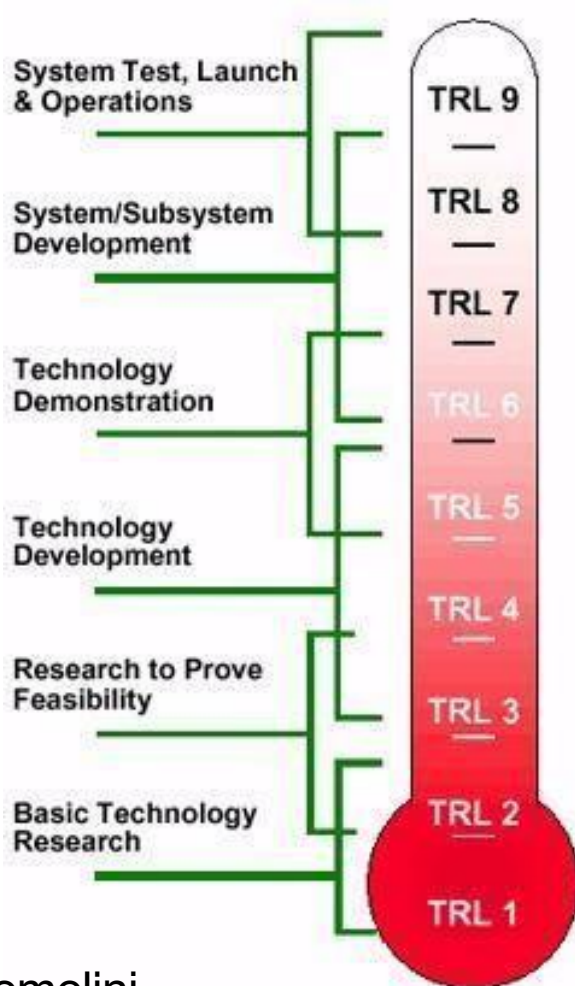 System Test, Launch
& Operations
System/Subsystem
Development
Technology
Demonstration
Technology
Development
Research to Prove
Feasibility
Basic Technology
Research
TRL 9
TRL 8
TRL 7
TRL 6
TRL 5
TRL 4
TRL 3
TRL 2
TRL 1